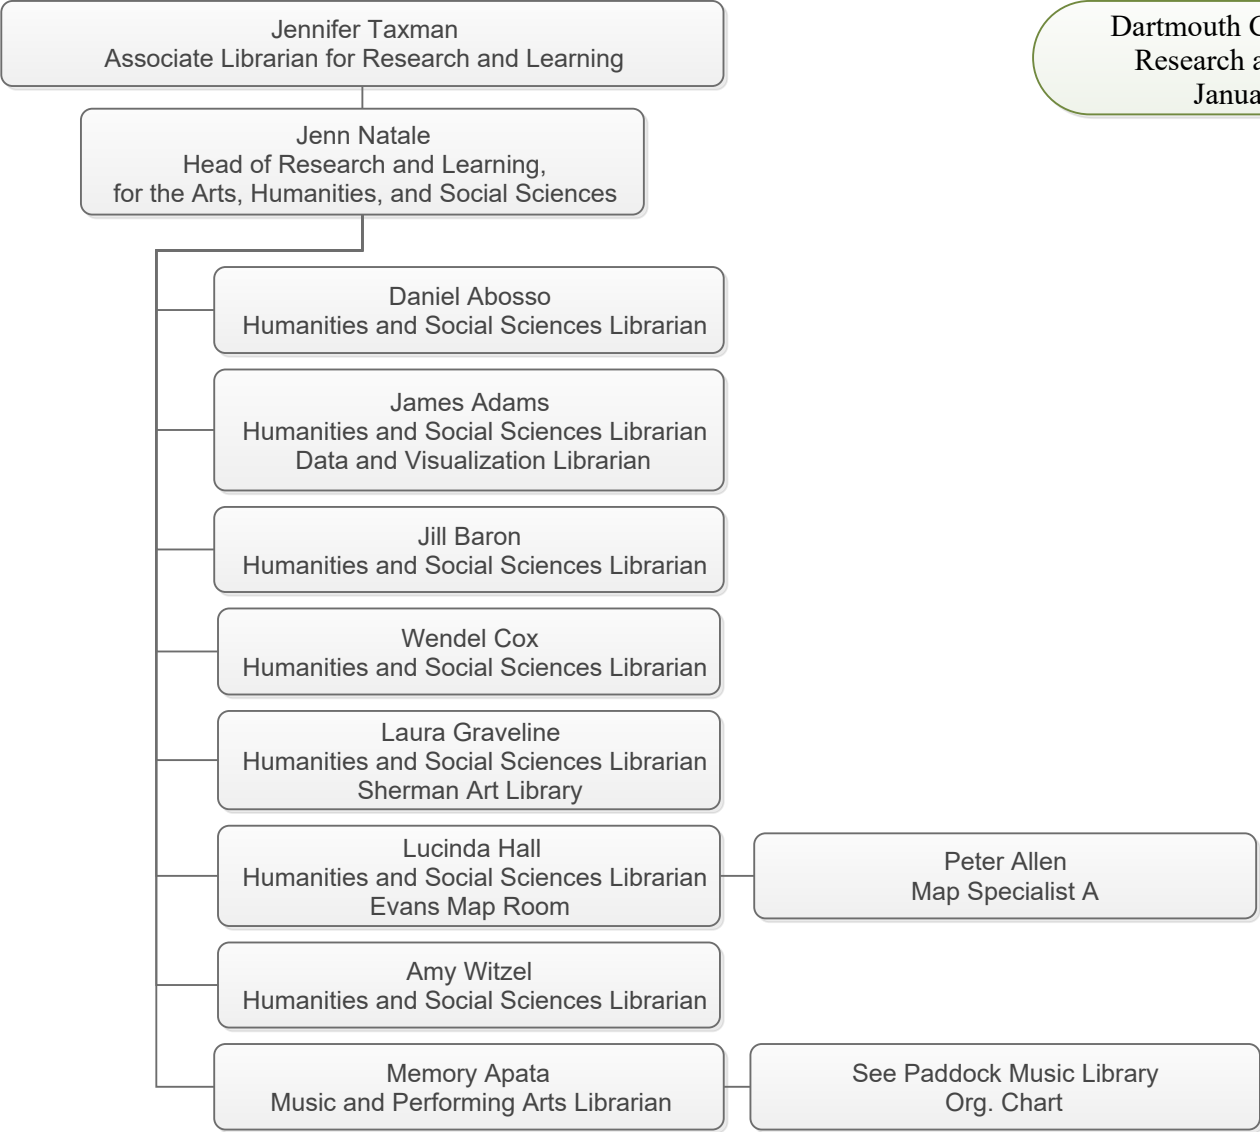 Jennifer Taxman
Associate Librarian for Research and Learning
Dartmouth
Research
Jenn Natale
Head of Research and Learning,
for the Arts, Humanities, and Social Sciences
Daniel Abosso
Humanities and Social Sciences Librarian
James Adams
Humanities and Social Sciences Librarian
Data and Visualization Librarian
Jill Baron
Humanities and Social Sciences Librarian
Wendel Cox
Humanities and Social Sciences Librarian
Laura Graveline
Humanities and Social Sciences Librarian
Sherman Art Library
Lucinda Hall
Humanities and Social Sciences Librarian
Evans Map Room
Peter Allen
Map Specialist A
Amy Witzel
Humanities and Social Sciences Librarian
Memory Apata
Music and Performing Arts Librarian
See Paddock Music Library
Org. Chart